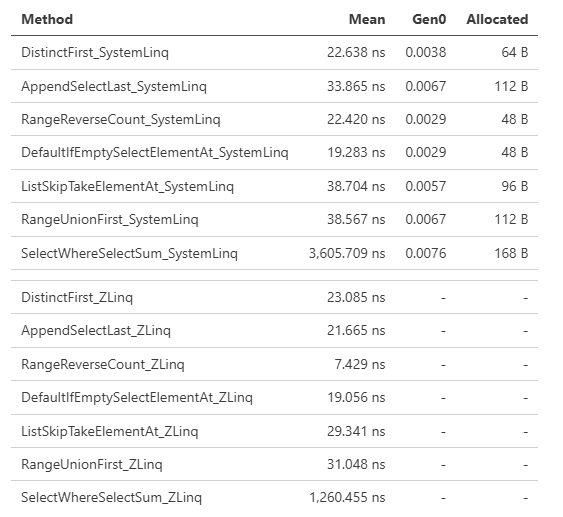 Method Mean Gen0 Allocated
DistinctFirst_SystemLinq 22.638 ns 0.0038 64 B
AppendSelectLast_SystemLinq 33.865 ns 0.0067 112 B
RangeReverseCount_SystemLinq 22.420 ns 0.0029 48 B
DefaultIfEmptySelectElementAt_SystemLinq 19.283 ns 0.0029 48 B
ListSkipTakeElementAt_SystemLinq 38.704 ns 0.0057 96 B
RangeUnionFirst_SystemLinq 38.567 ns 0.0067 112 B
SelectWhereSelectSum_SystemLinq 3,605.709 ns 0.0076 168 B
DistinctFirst_ZLinq 23.085 ns - -
AppendSelectLast_ZLinq 21.665 ns - -
RangeReverseCount_ZLinq 7.429 ns - -
DefaultIfEmptySelectElementAt_ZLinq 19.056 ns - -
ListSkipTakeElementAt_ZLinq 29.341 ns - -
RangeUnionFirst_ZLinq 31.048 ns - -
SelectWhereSelectSum_ZLinq 1,260.455 ns - -